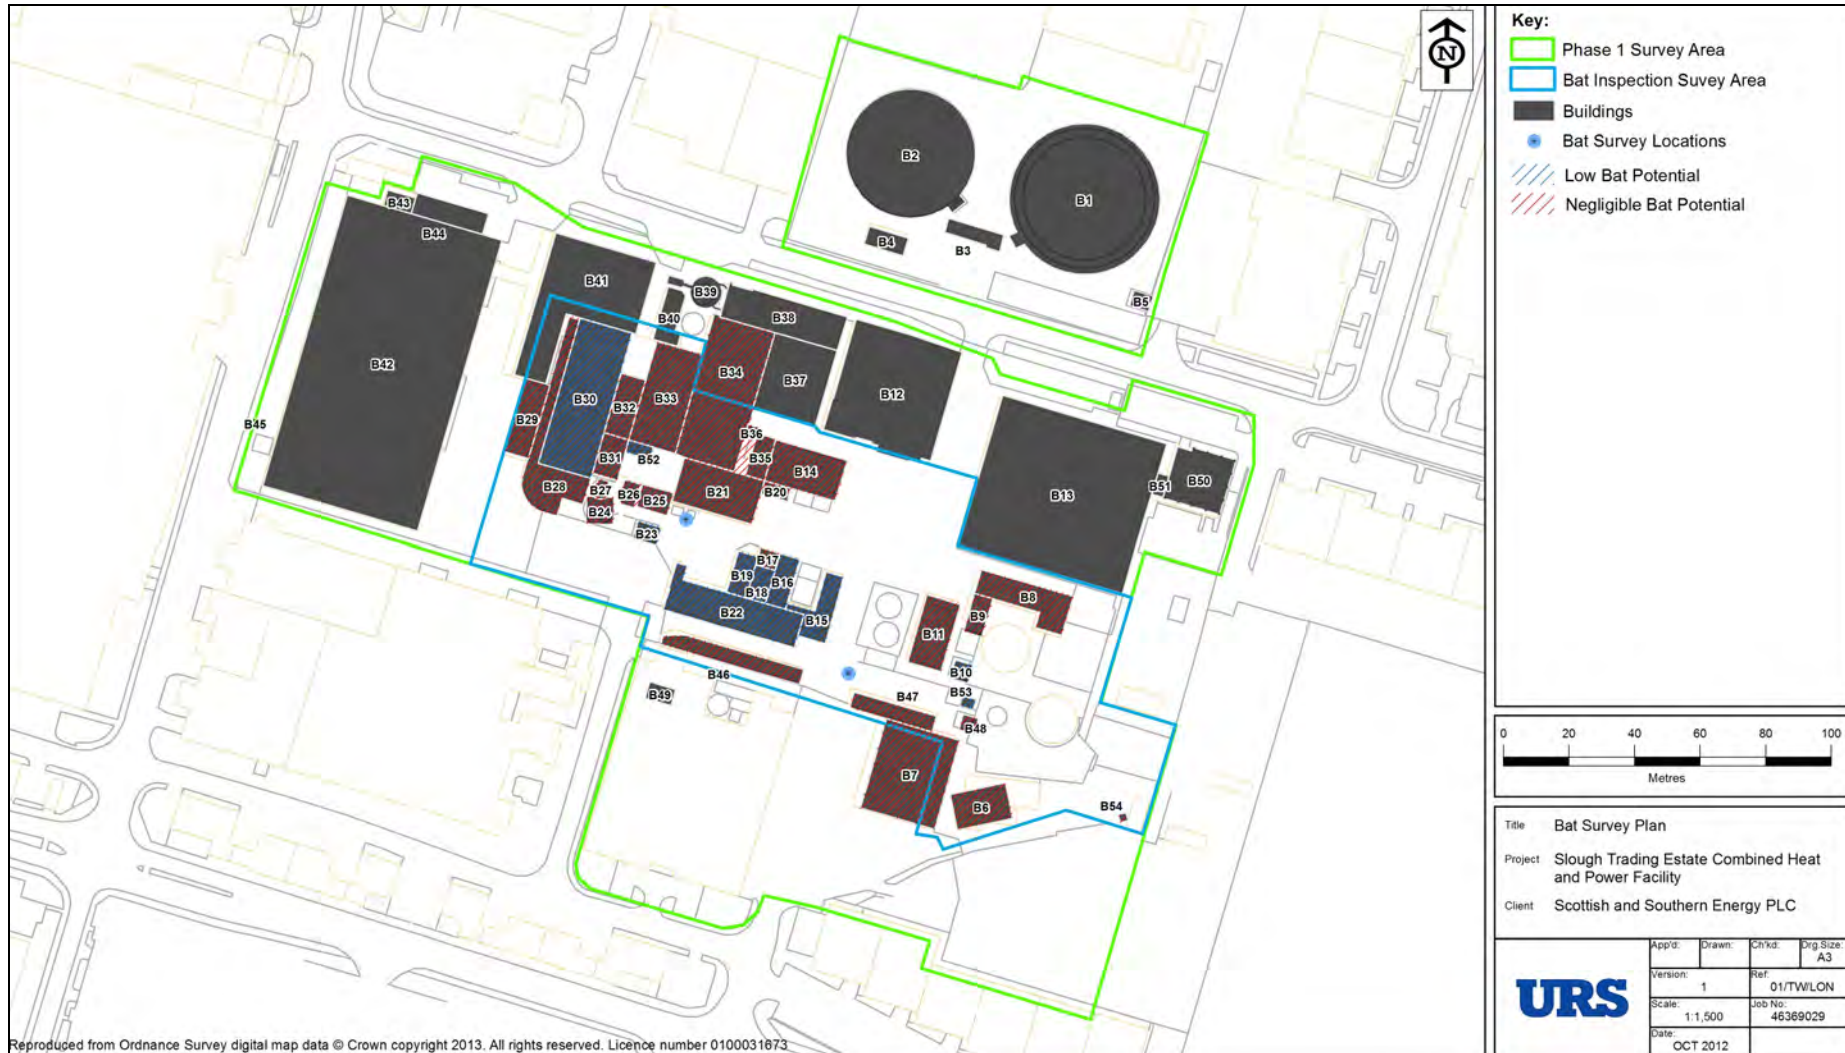 N
Key:
Phase 1 Survey Area
Bat Inspection Suvey Area
Buildings
Bat Survey Locations
Low Bat Potential
Negligible Bat Potential
B2
B1
B4
B3
B5
B43
B44
B41
B39
B40
B38
B42
B34
B37
B12
B30
B33
B32
B29
B45
B36
B31
B52
B35
B14
B28
B27
B26
B25
B21
B20
B24
B23
B13
B51
B50
B17
B19
B16
B18
B22
B15
B11
B9
B8
B10
B46
B49
B47
B53
B48
B7
B6
B54
0 20 40 60 80 100
Metres
Title Bat Survey Plan
Project Slough Trading Estate Combined Heat
and Power Facility
Client Scottish and Southern Energy PLC
URS
App'd: Drawn: Ch'kd: Drg Size:
A3
Version: Ref:
1 01/TW/LON
Scale: Job No:
1:1,500 46369029
Date:
OCT 2012
Reproduced from Ordnance Survey digital map data © Crown copyright 2013. All rights reserved. Licence number 0100031673